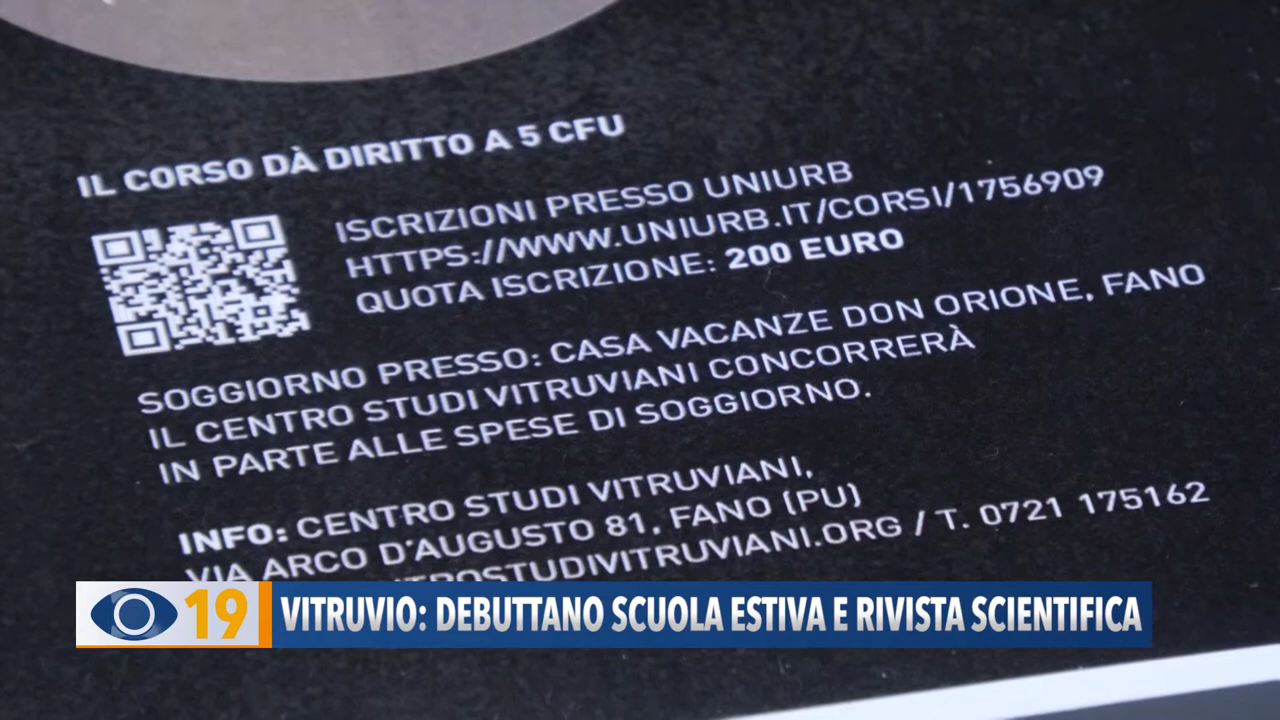 IL CORSO DÀ DIRITTO A 5 CFU
ISCRIZIONI PRESSO UNIURB
HTTPS://WWW.UNIURB.IT/CORSI/1756909
QUOTA ISCRIZIONE: 200 EURO
SOGGIORNO PRESSO: CASA VACANZE DON ORIONE, FANO
IL CENTRO STUDI VITRUVIANI CONCORRERÀ
IN PARTE ALLE SPESE DI SOGGIORNO.
INFO: CENTRO STUDI VITRUVIANI,
VIA ARCO D'AUGUSTO 81, FANO (PU)
NTROSTUDIVITRUVIANI.ORG / T. 0721 175162
19 VITRUVIO: DEBUTTANO SCUOLA ESTIVA E RIVISTA SCIENTIFICA